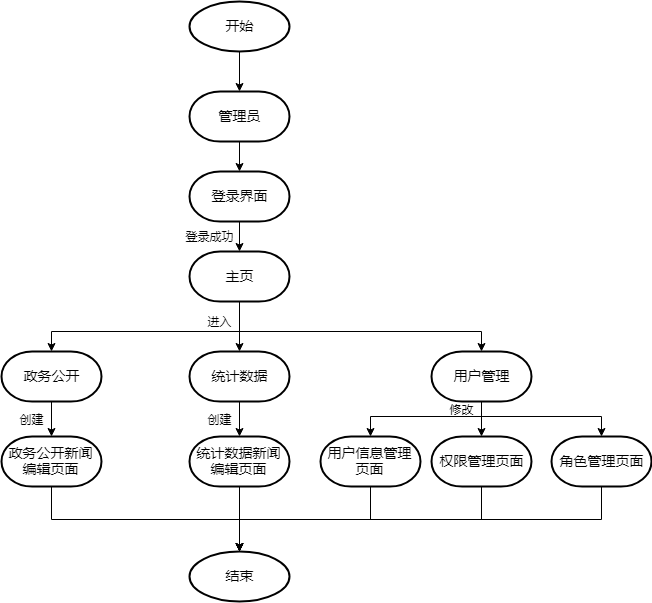 开始
管理员
登录界面
登录成功
主页
进入
政务公开
统计数据
用户管理
创建
创建
修改
政务公开新闻
编辑页面
统计数据新闻
编辑页面
用户信息管理
页面
权限管理页面
角色管理页面
结束